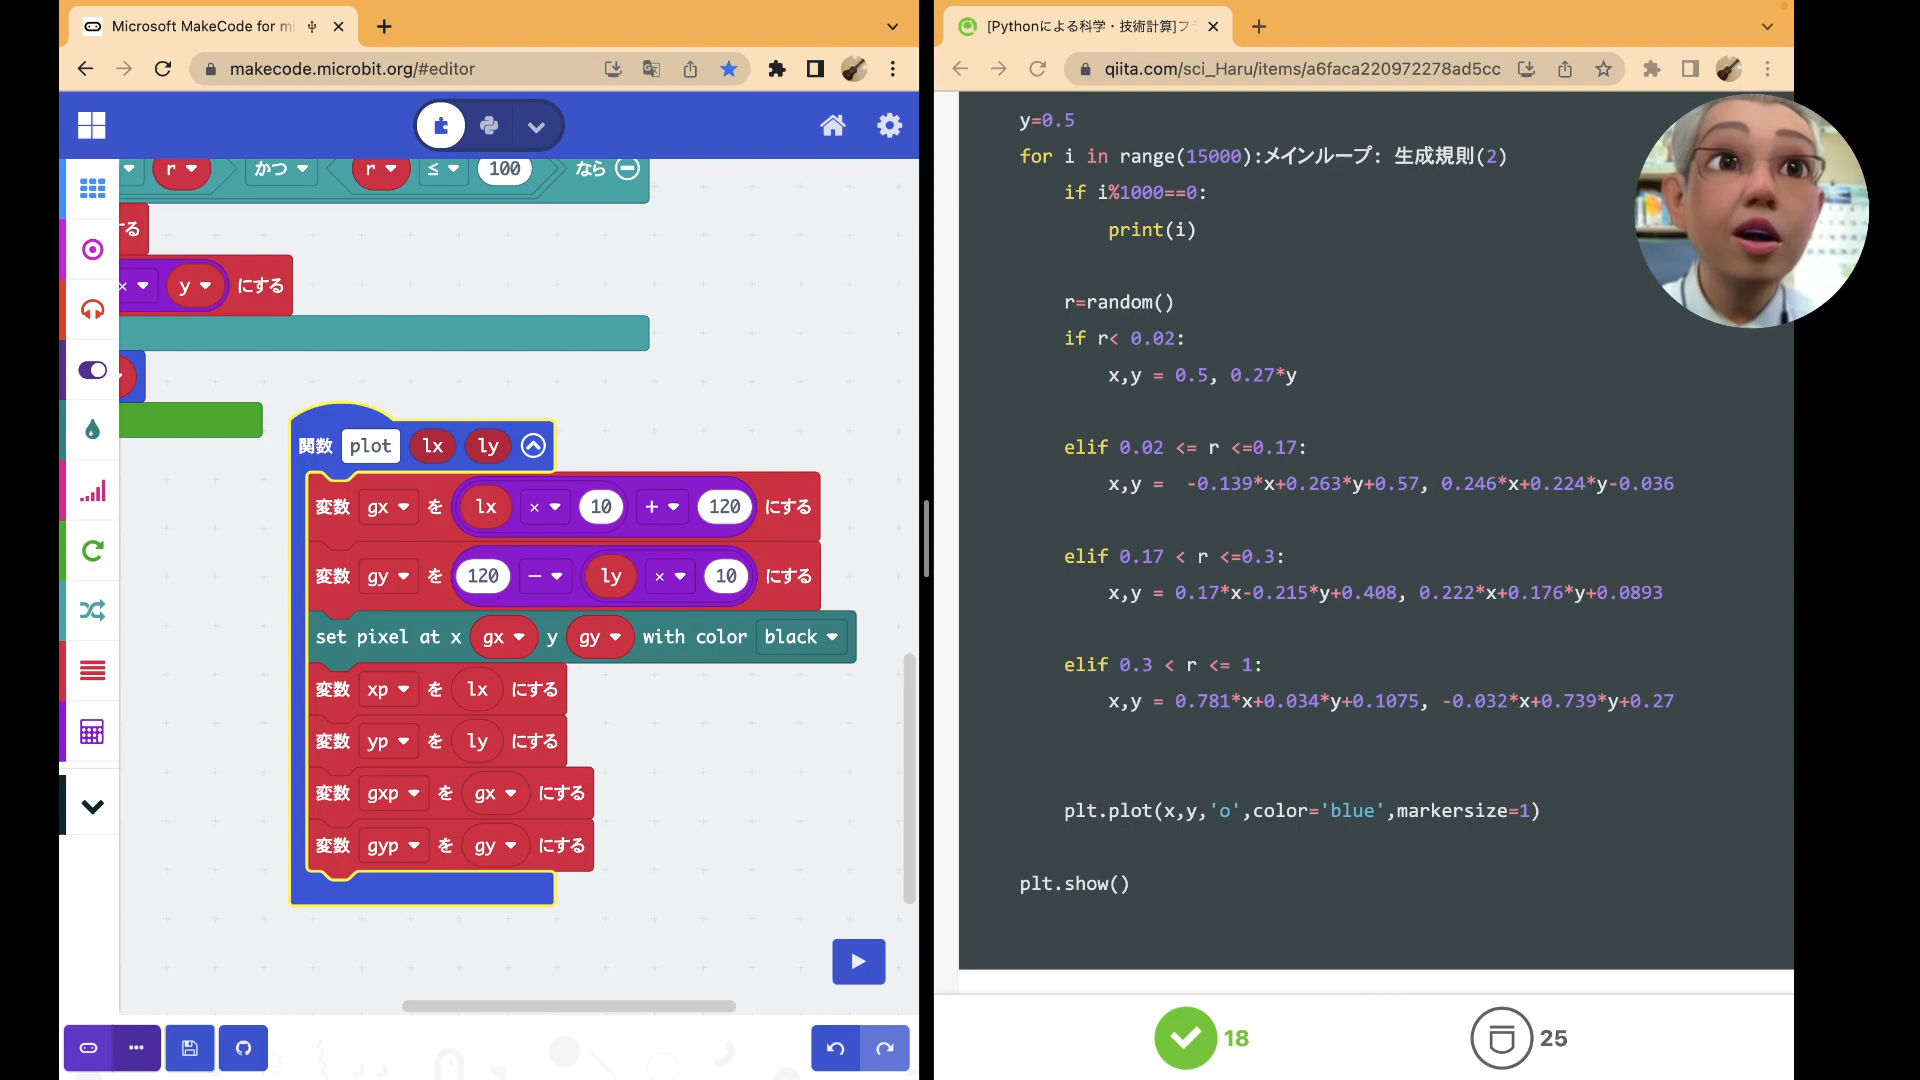 Microsoft MakeCode for mi
makecode.microbit.org/#editor
r かつ r ≤ 100 なら
する
× y にする
関数 plot lx ly
変数 gx を lx × 10 + 120 にする
変数 gy を 120 - ly × 10 にする
set pixel at x gx y gy with color black
変数 xp を lx にする
変数 yp を ly にする
変数 gxp を gx にする
変数 gyp を gy にする
[Pythonによる科学・技術計算]フ
qiita.com/sci_Haru/items/a6faca220972278ad5cc
y=0.5
for i in range(15000):メインループ: 生成規則(2)
if i%1000==0:
print(i)
r=random()
if r< 0.02:
x,y = 0.5, 0.27*y
elif 0.02 <= r <=0.17:
x,y =  -0.139*x+0.263*y+0.57, 0.246*x+0.224*y-0.036
elif 0.17 < r <=0.3:
x,y = 0.17*x-0.215*y+0.408, 0.222*x+0.176*y+0.0893
elif 0.3 < r <= 1:
x,y = 0.781*x+0.034*y+0.1075, -0.032*x+0.739*y+0.27
plt.plot(x,y,'o',color='blue',markersize=1)
plt.show()
18
25